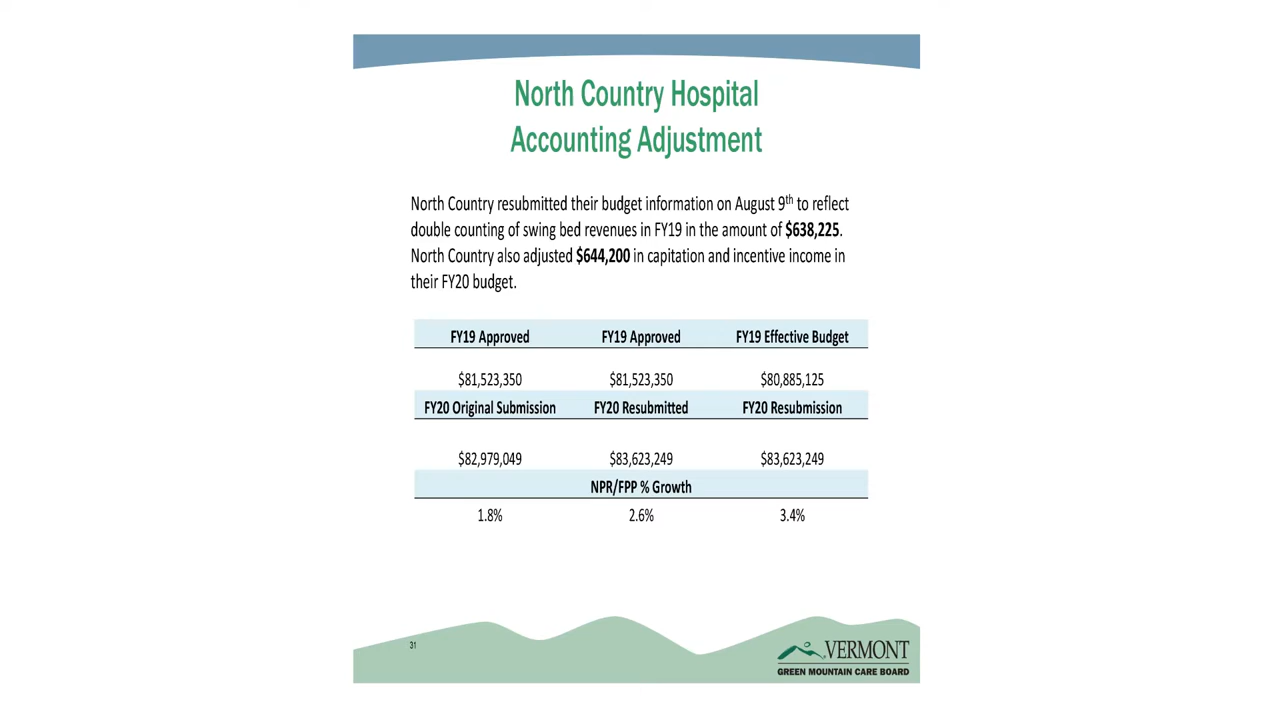 North Country Hospital
Accounting Adjustment
North Country resubmitted their budget information on August 9th to reflect
double counting of swing bed revenues in FY19 in the amount of $638,225.
North Country also adjusted $644,200 in capitation and incentive income in
their FY20 budget.
FY19 Approved FY19 Approved FY19 Effective Budget
$81,523,350 $81,523,350 $80,885,125
FY20 Original Submission FY20 Resubmitted FY20 Resubmission
$82,979,049 $83,623,249 $83,623,249
NPR/FPP % Growth
1.8% 2.6% 3.4%
31
VERMONT
GREEN MOUNTAIN CARE BOARD